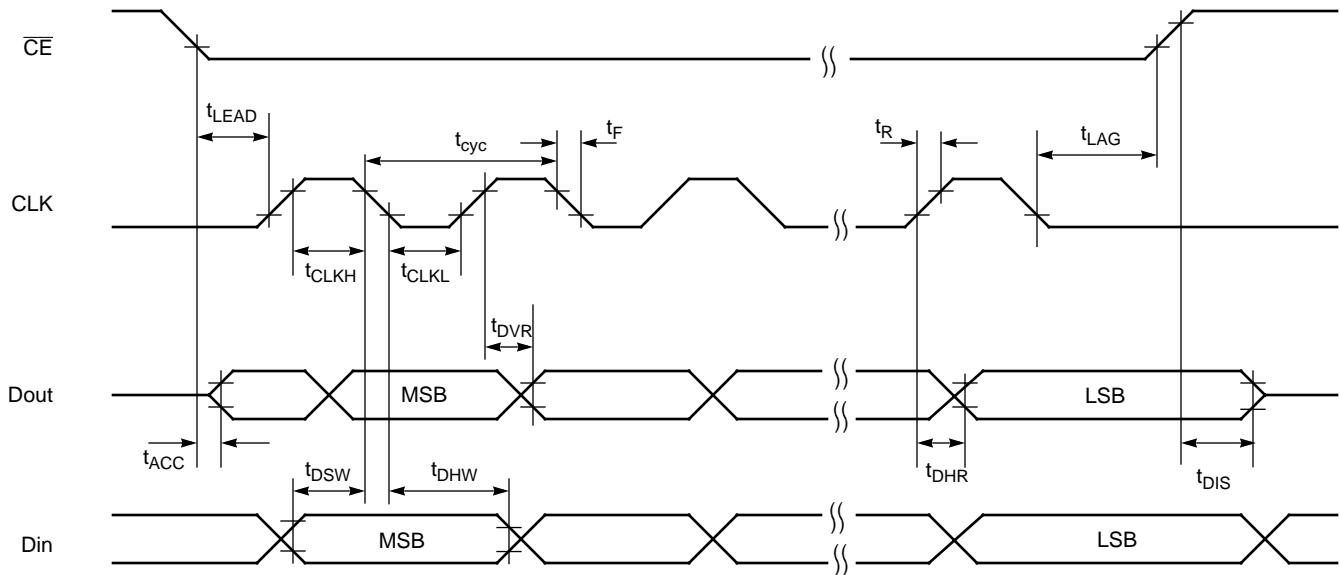 CE
tLEAD
tcyc
tF
tR
tLAG
CLK
tCLKH
tCLKL
tDVR
Dout
MSB
LSB
tACC
tDSW
tDHW
tDHR
tDIS
Din
MSB
LSB